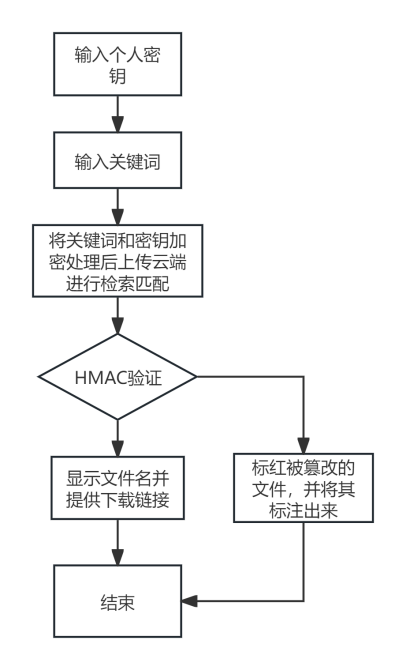 输入个人密
钥
输入关键词
将关键词和密钥加
密处理后上传云端
进行检索匹配
HMAC验证
显示文件名并
提供下载链接
标红被篡改的
文件，并将其
标注出来
结束